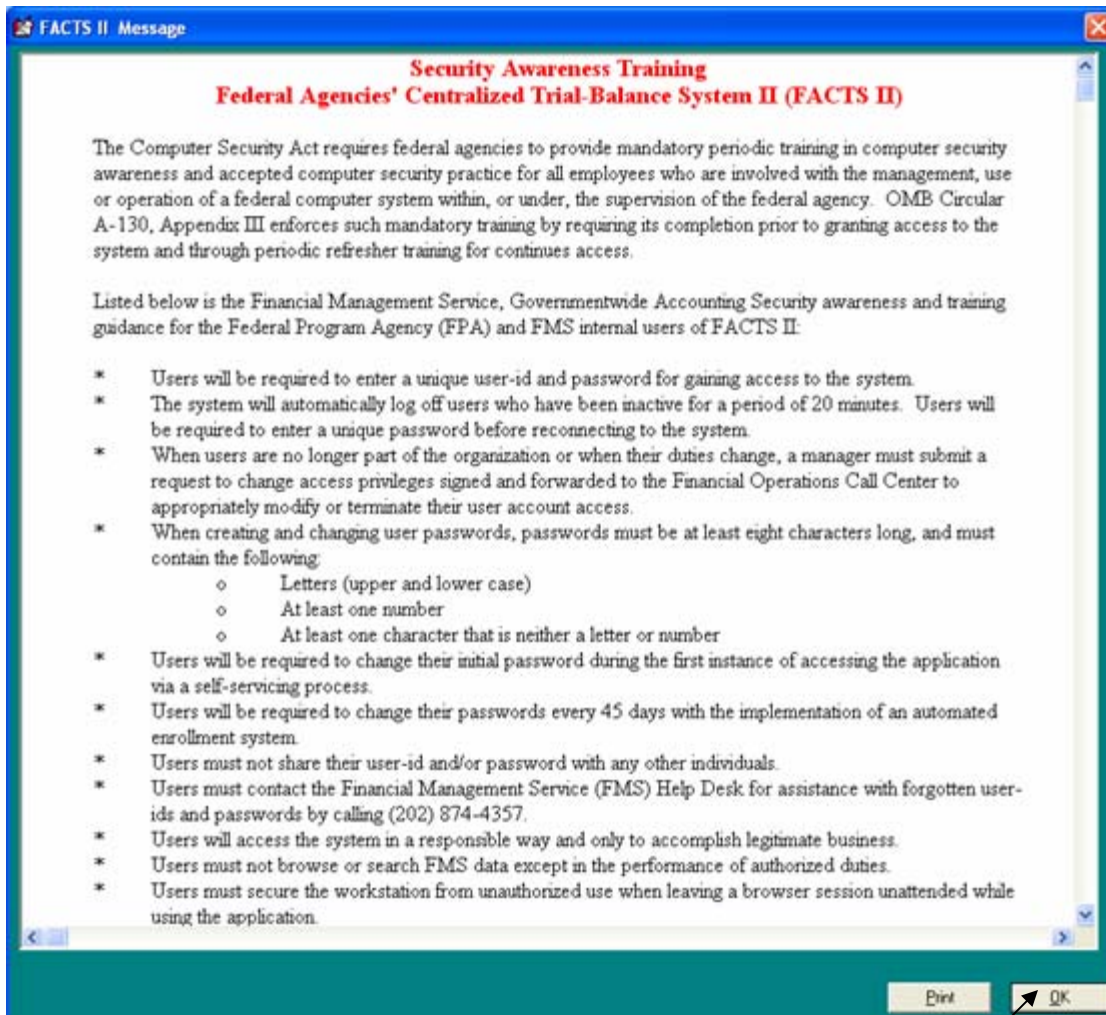 FACTS II Message
Security Awareness Training
Federal Agencies' Centralized Trial-Balance System II (FACTS II)
The Computer Security Act requires federal agencies to provide mandatory periodic training in computer security
awareness and accepted computer security practice for all employees who are involved with the management, use
or operation of a federal computer system within, or under, the supervision of the federal agency. OMB Circular
A-130, Appendix III enforces such mandatory training by requiring its completion prior to granting access to the
system and through periodic refresher training for continues access.
Listed below is the Financial Management Service, Governmentwide Accounting Security awareness and training
guidance for the Federal Program Agency (FPA) and FMS internal users of FACTS II:
* Users will be required to enter a unique user-id and password for gaining access to the system.
* The system will automatically log off users who have been inactive for a period of 20 minutes. Users will
be required to enter a unique password before reconnecting to the system.
* When users are no longer part of the organization or when their duties change, a manager must submit a
request to change access privileges signed and forwarded to the Financial Operations Call Center to
appropriately modify or terminate their user account access.
* When creating and changing user passwords, passwords must be at least eight characters long, and must
contain the following:
o Letters (upper and lower case)
o At least one number
o At least one character that is neither a letter or number
* Users will be required to change their initial password during the first instance of accessing the application
via a self-servicing process.
* Users will be required to change their passwords every 45 days with the implementation of an automated
enrollment system.
* Users must not share their user-id and/or password with any other individuals.
* Users must contact the Financial Management Service (FMS) Help Desk for assistance with forgotten user-
ids and passwords by calling (202) 874-4357.
* Users will access the system in a responsible way and only to accomplish legitimate business.
* Users must not browse or search FMS data except in the performance of authorized duties.
* Users must secure the workstation from unauthorized use when leaving a browser session unattended while
using the application.
Print OK